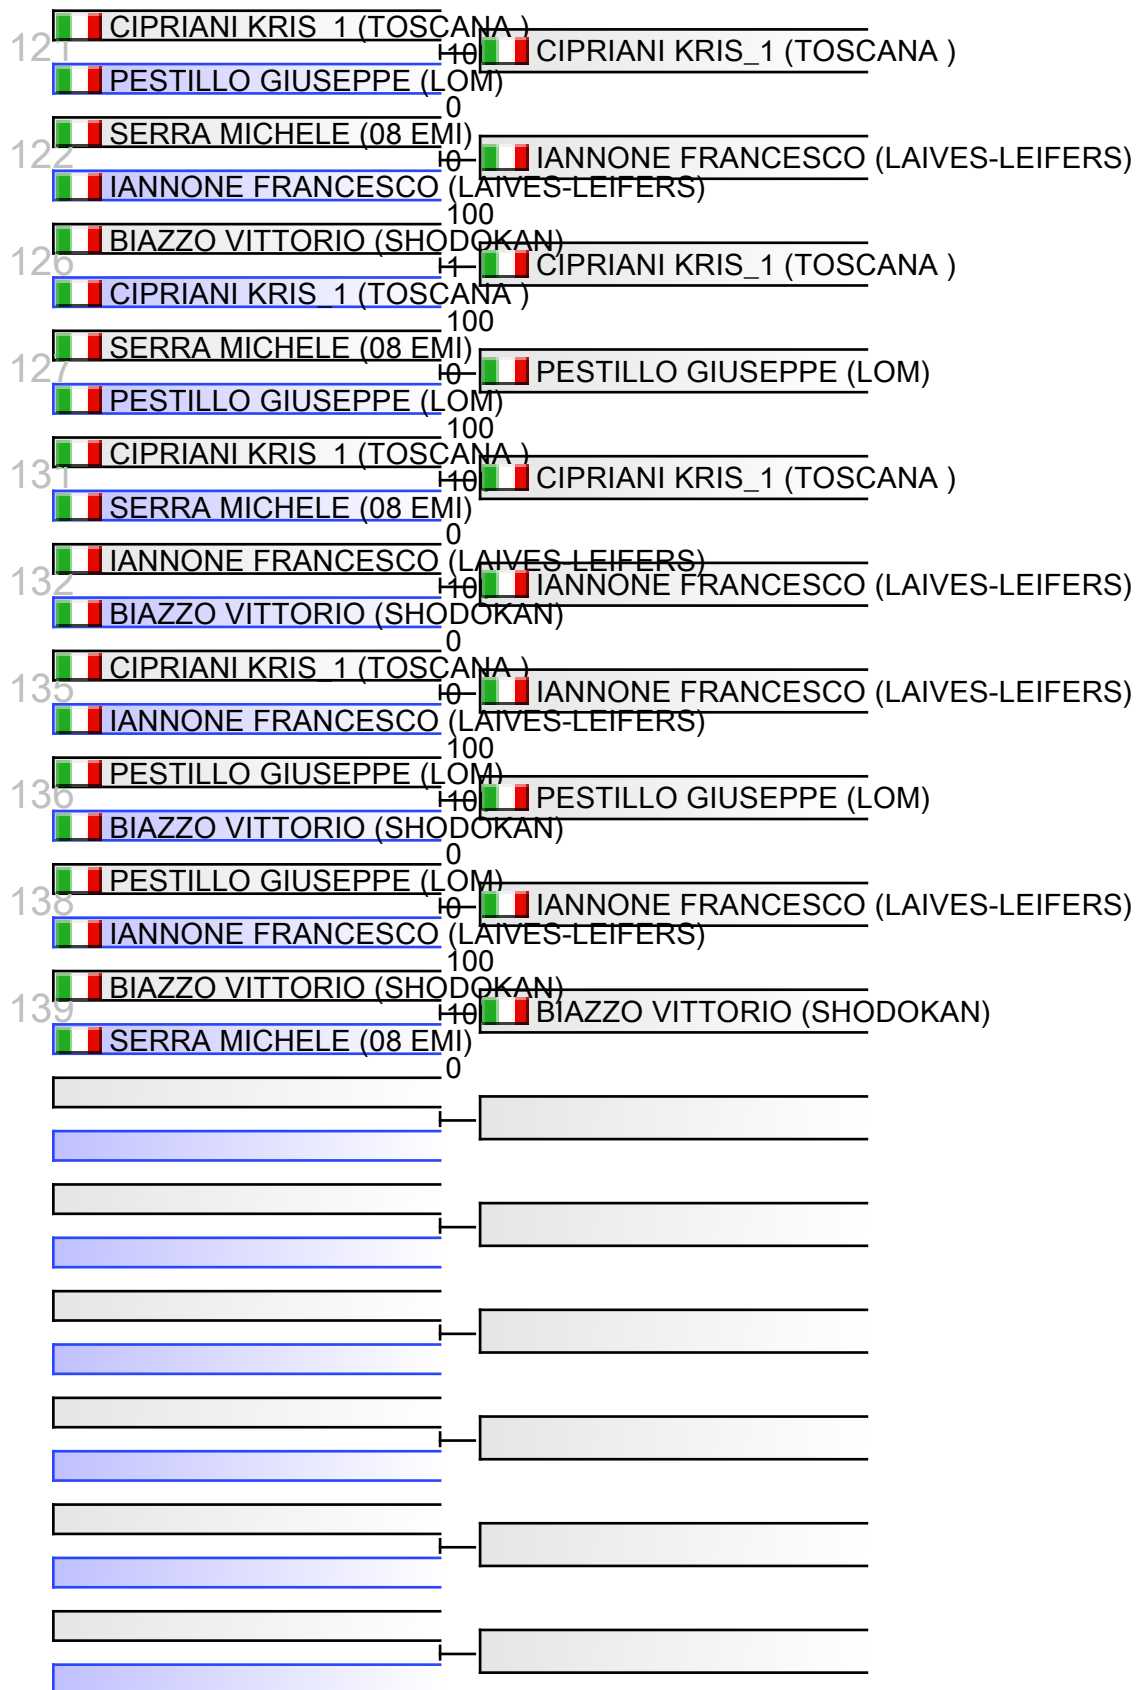 CIPRIANI KRIS_1 (TOSCANA )
121
10
CIPRIANI KRIS_1 (TOSCANA )
PESTILLO GIUSEPPE (LOM)
0
SERRA MICHELE (08 EMI)
122
0
IANNONE FRANCESCO (LAIVES-LEIFERS)
IANNONE FRANCESCO (LAIVES-LEIFERS)
100
BIAZZO VITTORIO (SHODOKAN)
126
1
CIPRIANI KRIS_1 (TOSCANA )
CIPRIANI KRIS_1 (TOSCANA )
100
SERRA MICHELE (08 EMI)
127
0
PESTILLO GIUSEPPE (LOM)
PESTILLO GIUSEPPE (LOM)
100
CIPRIANI KRIS_1 (TOSCANA )
131
10
CIPRIANI KRIS_1 (TOSCANA )
SERRA MICHELE (08 EMI)
0
IANNONE FRANCESCO (LAIVES-LEIFERS)
132
10
IANNONE FRANCESCO (LAIVES-LEIFERS)
BIAZZO VITTORIO (SHODOKAN)
0
CIPRIANI KRIS_1 (TOSCANA )
135
0
IANNONE FRANCESCO (LAIVES-LEIFERS)
IANNONE FRANCESCO (LAIVES-LEIFERS)
100
PESTILLO GIUSEPPE (LOM)
136
10
PESTILLO GIUSEPPE (LOM)
BIAZZO VITTORIO (SHODOKAN)
0
PESTILLO GIUSEPPE (LOM)
138
0
IANNONE FRANCESCO (LAIVES-LEIFERS)
IANNONE FRANCESCO (LAIVES-LEIFERS)
100
BIAZZO VITTORIO (SHODOKAN)
139
10
BIAZZO VITTORIO (SHODOKAN)
SERRA MICHELE (08 EMI)
0